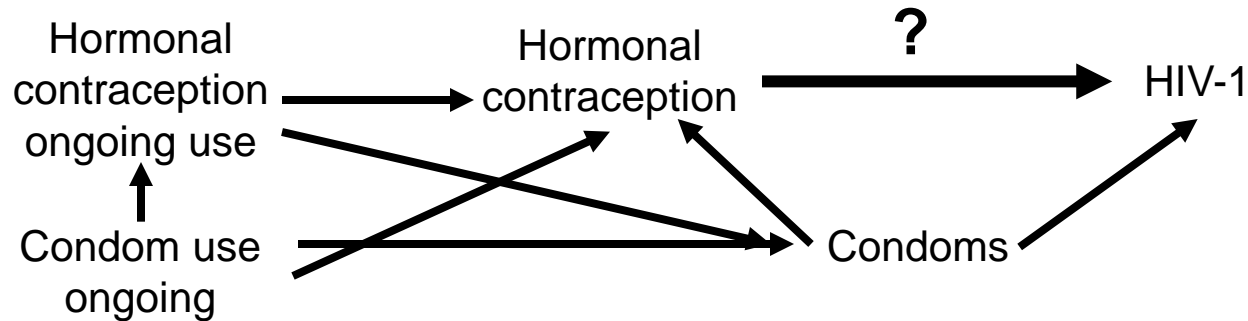 Hormonal
contraception
ongoing use
Hormonal
contraception
?
HIV-1
Condom use
ongoing
Condoms